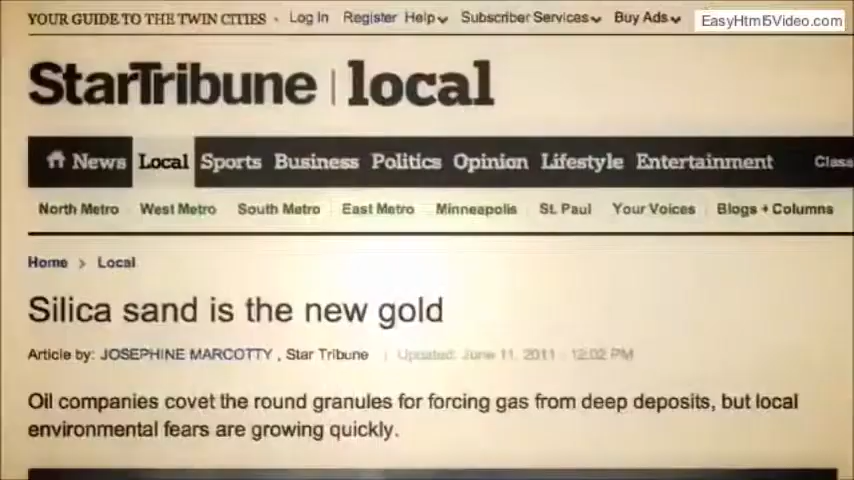 YOUR GUIDE TO THE TWIN CITIES Log In Register Help Subscriber Services Buy Ads EasyHtml5Video.com
StarTribune | local
News Local Sports Business Politics Opinion Lifestyle Entertainment Class
North Metro West Metro South Metro East Metro Minneapolis St. Paul Your Voices Blogs + Columns
Home > Local
Silica sand is the new gold
Article by: JOSEPHINE MARCOTTY , Star Tribune | Updated: June 11, 2011 - 12:02 PM
Oil companies covet the round granules for forcing gas from deep deposits, but local
environmental fears are growing quickly.